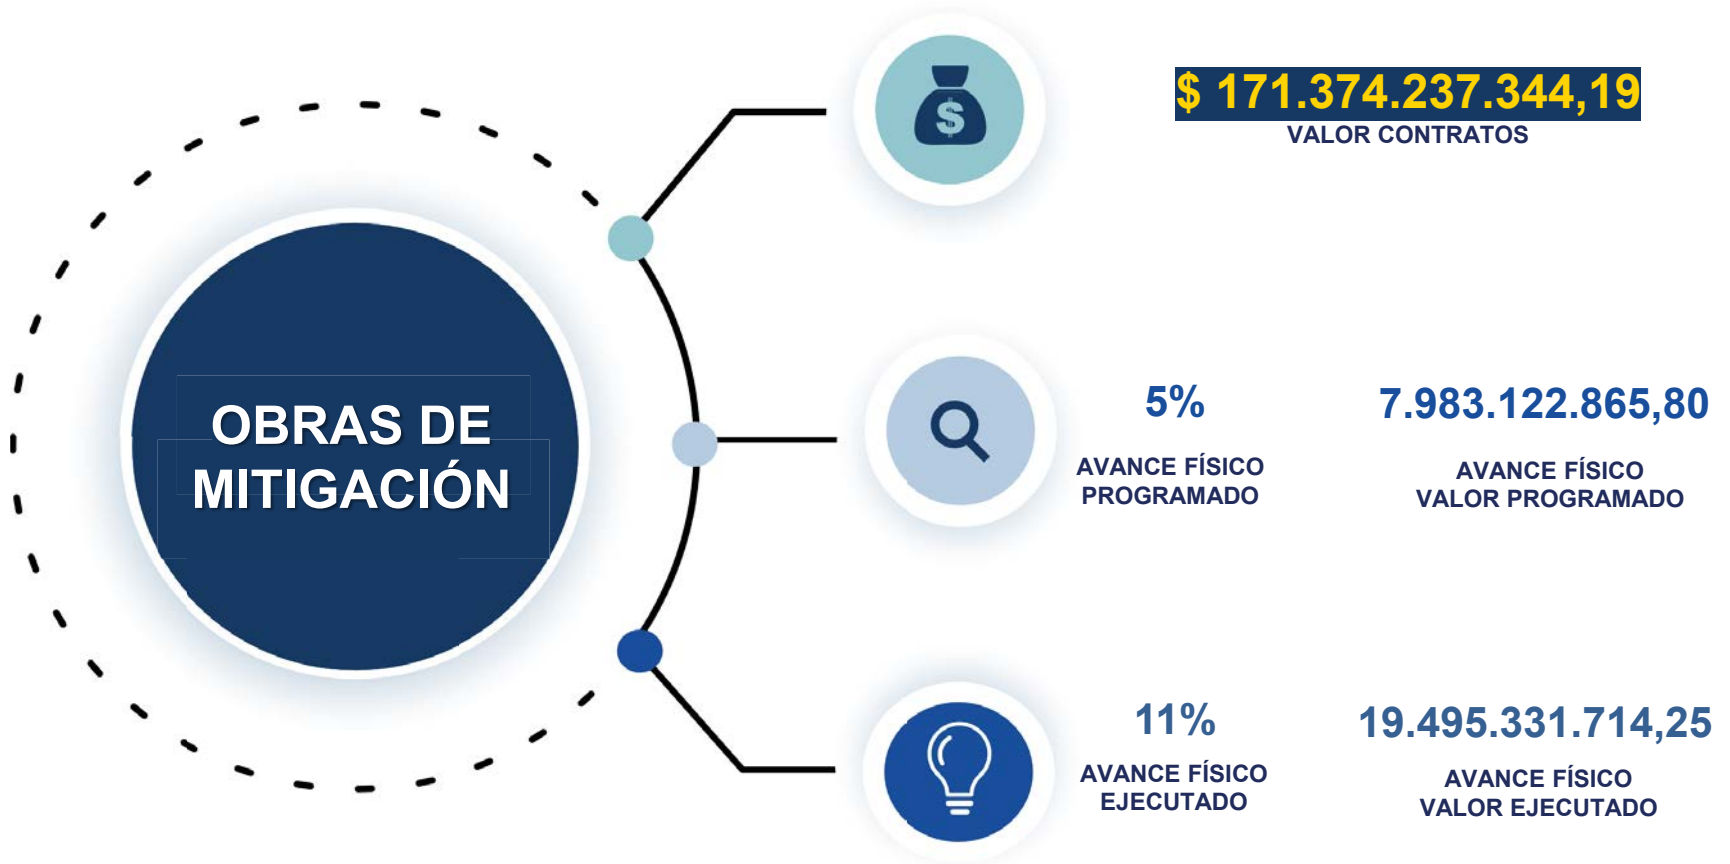 OBRAS DE
MITIGACIÓN
$
$ 171.374.237.344,19
VALOR CONTRATOS
5%
AVANCE FÍSICO
PROGRAMADO
7.983.122.865,80
AVANCE FÍSICO
VALOR PROGRAMADO
11%
AVANCE FÍSICO
EJECUTADO
19.495.331.714,25
AVANCE FÍSICO
VALOR EJECUTADO